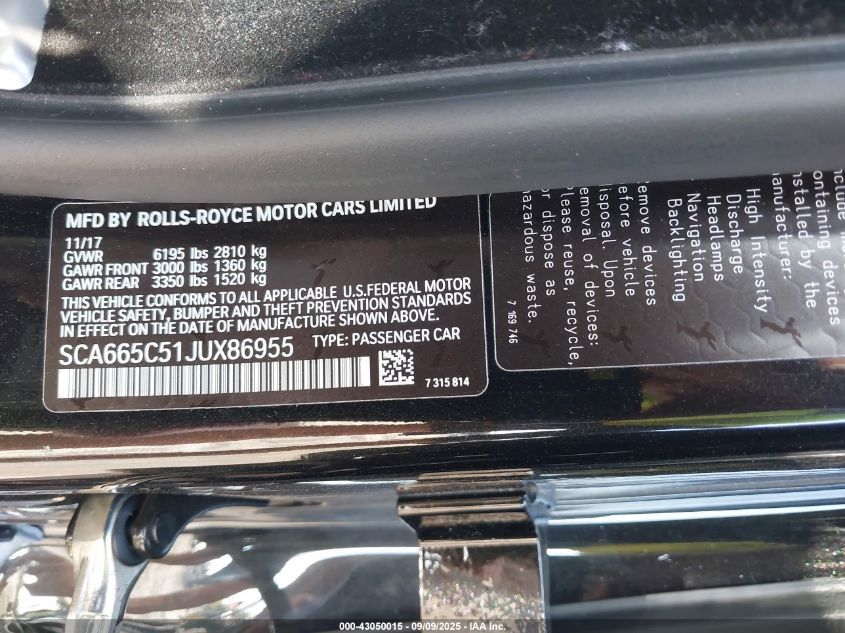 MFD BY ROLLS-ROYCE MOTOR CARS LIMITED
11/17
GVWR 6195 lbs 2810 kg
GAWR FRONT 3000 lbs 1360 kg
GAWR REAR 3350 lbs 1520 kg
THIS VEHICLE CONFORMS TO ALL APPLICABLE U.S.FEDERAL MOTOR
VEHICLE SAFETY, BUMPER, AND THEFT PREVENTION STANDARDS
IN EFFECT ON THE DATE OF MANUFACTURE SHOWN ABOVE.
SCA665C51JUX86955 TYPE: PASSENGER CAR
7 315 814
ontaining devices
nstalled by the
manufacturer:
High Intensity
Discharge
Headlamps
Navigation
Backlighting
emove devices
efore vehicle
isposal. Upon
emoval of devices:
lease reuse, recycle,
r dispose as
azardous waste.
7 169 746
000-43050015 - 09/09/2025 - IAA Inc.